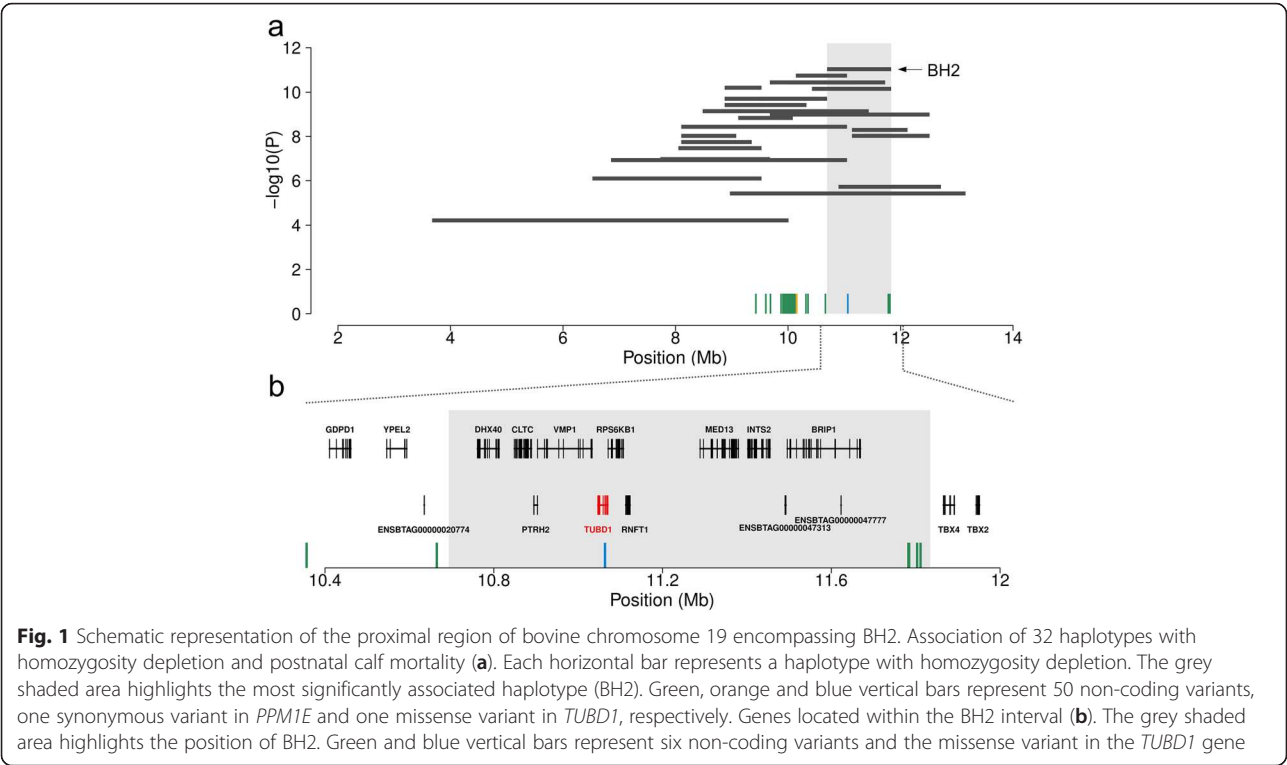 a
12
10
8
6
4
2
0
−log10(P)
BH2
2 4 6 8 10 12 14
Position (Mb)
b
GDPD1 YPEL2 DHX40 CLTC VMP1 RPS6KB1 MED13 INTS2 BRIP1
ENSBTAG00000020774 PTRH2 TUBD1 RNFT1 ENSBTAG00000047313 ENSBTAG00000047777 TBX4 TBX2
10.4 10.8 11.2 11.6 12
Position (Mb)
Fig. 1 Schematic representation of the proximal region of bovine chromosome 19 encompassing BH2. Association of 32 haplotypes with
homozygosity depletion and postnatal calf mortality (a). Each horizontal bar represents a haplotype with homozygosity depletion. The grey
shaded area highlights the most significantly associated haplotype (BH2). Green, orange and blue vertical bars represent 50 non-coding variants,
one synonymous variant in PPM1E and one missense variant in TUBD1, respectively. Genes located within the BH2 interval (b). The grey shaded
area highlights the position of BH2. Green and blue vertical bars represent six non-coding variants and the missense variant in the TUBD1 gene